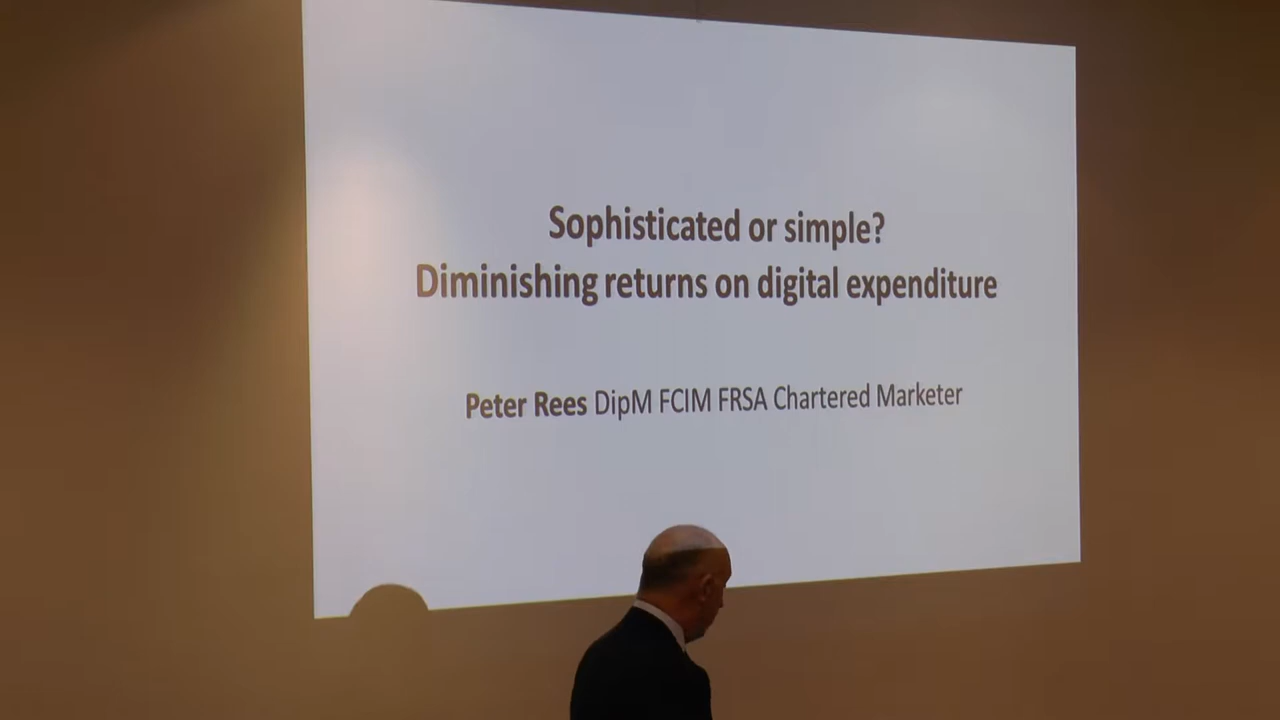 Sophisticated or simple?
Diminishing returns on digital expenditure
Peter Rees DipM FCIM FRSA Chartered Marketer